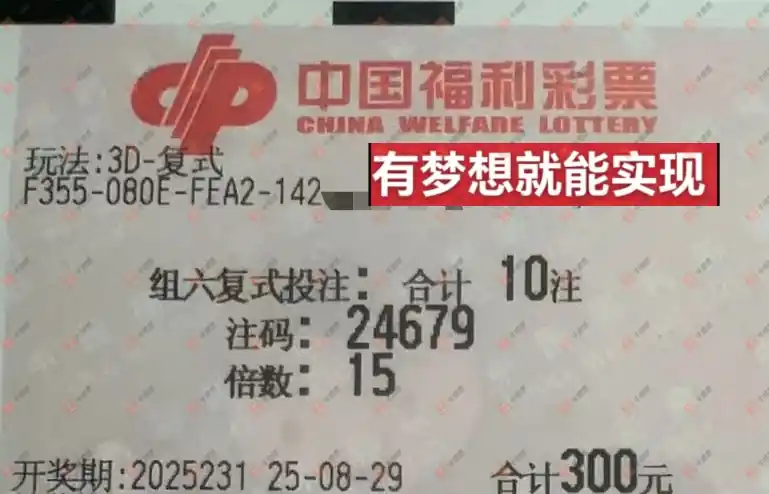 中国福利彩票
CHINA WELFARE LOTTERY
玩法:3D-复式
F355-080E-FEA2-142
有梦想就能实现
组六复式投注: 合计 10注
注码: 24679
倍数: 15
开奖期:2025231 25-08-29 合计300元